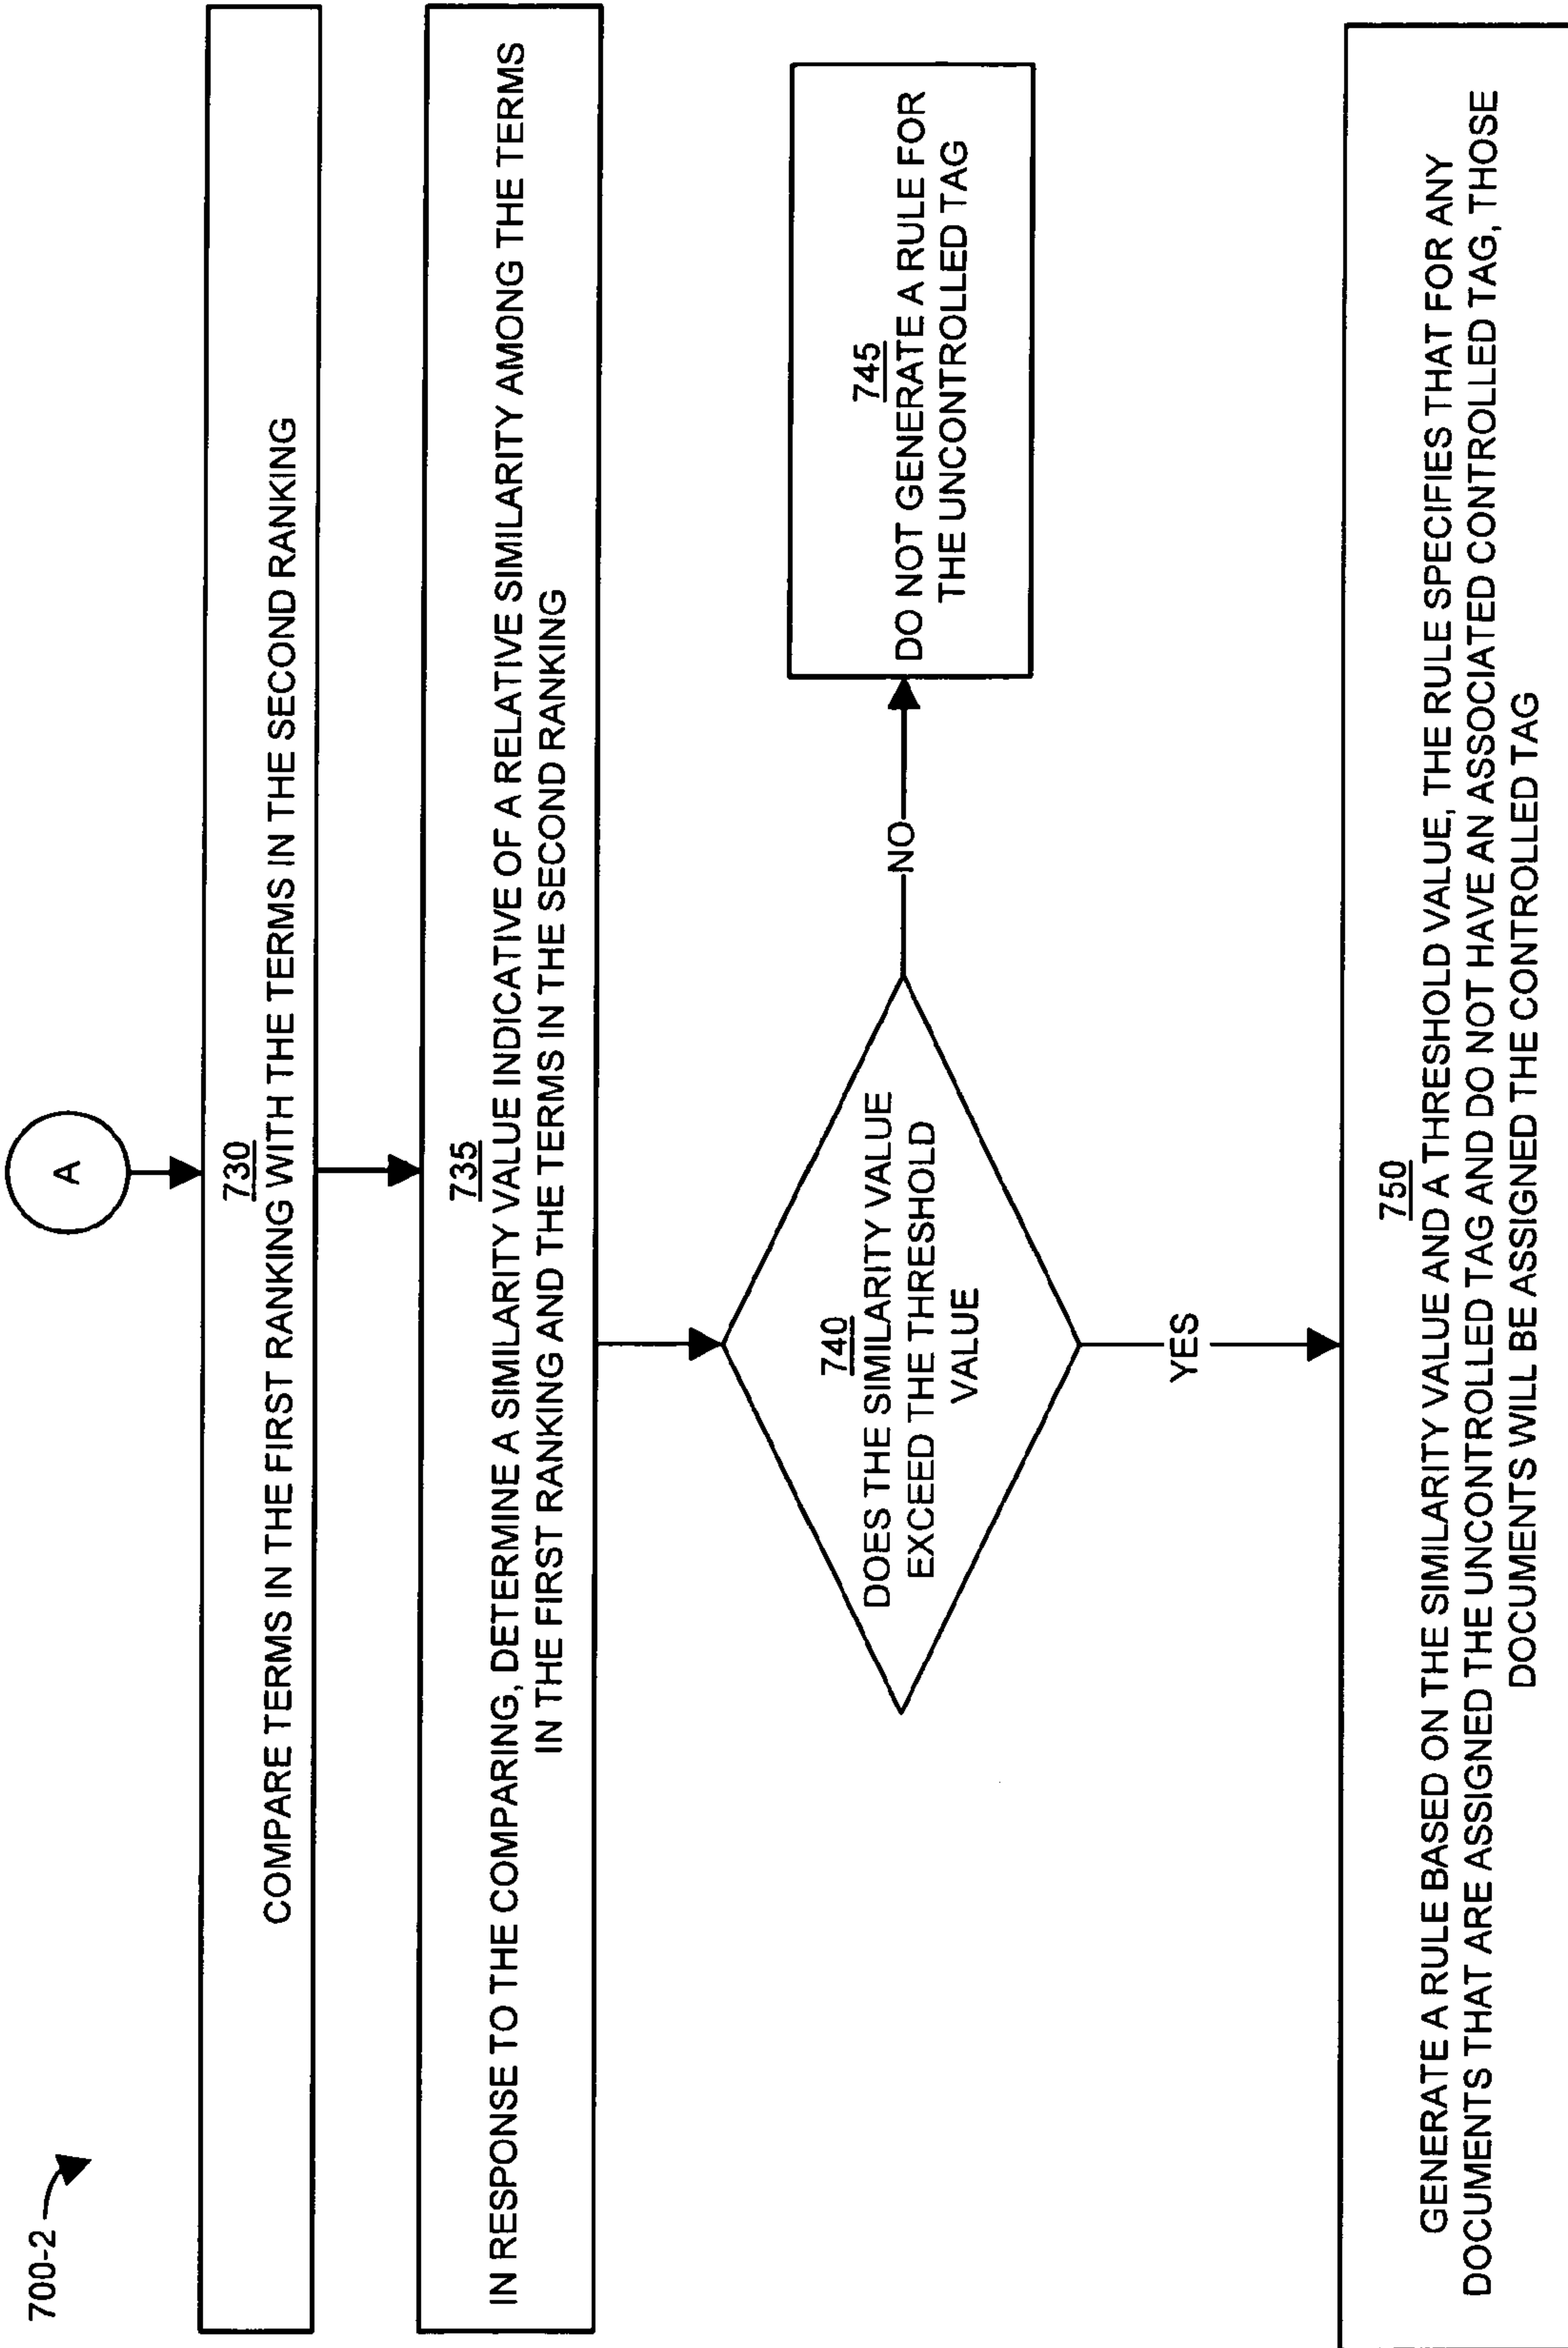 700-2
A
730
COMPARE TERMS IN THE FIRST RANKING WITH THE TERMS IN THE SECOND RANKING
735
IN RESPONSE TO THE COMPARING, DETERMINE A SIMILARITY VALUE INDICATIVE OF A RELATIVE SIMILARITY AMONG THE TERMS
IN THE FIRST RANKING AND THE TERMS IN THE SECOND RANKING
740
DOES THE SIMILARITY VALUE
EXCEED THE THRESHOLD
VALUE
NO
745
DO NOT GENERATE A RULE FOR
THE UNCONTROLLED TAG
YES
750
GENERATE A RULE BASED ON THE SIMILARITY VALUE AND A THRESHOLD VALUE, THE RULE SPECIFIES THAT FOR ANY
DOCUMENTS THAT ARE ASSIGNED THE UNCONTROLLED TAG AND DO NOT HAVE AN ASSOCIATED CONTROLLED TAG, THOSE
DOCUMENTS WILL BE ASSIGNED THE CONTROLLED TAG